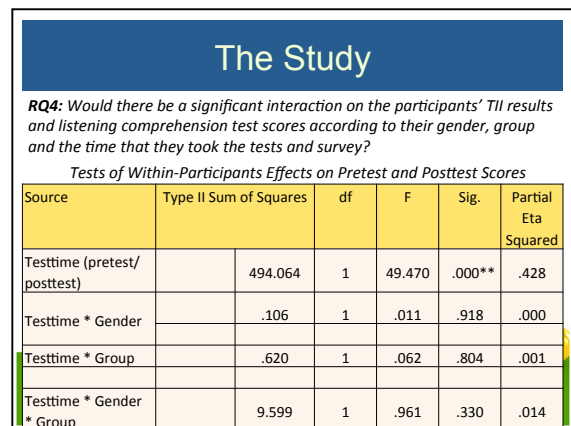 The Study
RQ4: Would there be a significant interaction on the participants' TII results
and listening comprehension test scores according to their gender, group
and the time that they took the tests and survey?
Tests of Within-Participants Effects on Pretest and Posttest Scores
Source Type II Sum of Squares df F Sig. Partial
Eta
Squared
Testtime (pretest/
posttest) 494.064 1 49.470 .000** .428
Testtime * Gender .106 1 .011 .918 .000
Testtime * Group .620 1 .062 .804 .001
Testtime * Gender
* Group 9.599 1 .961 .330 .014